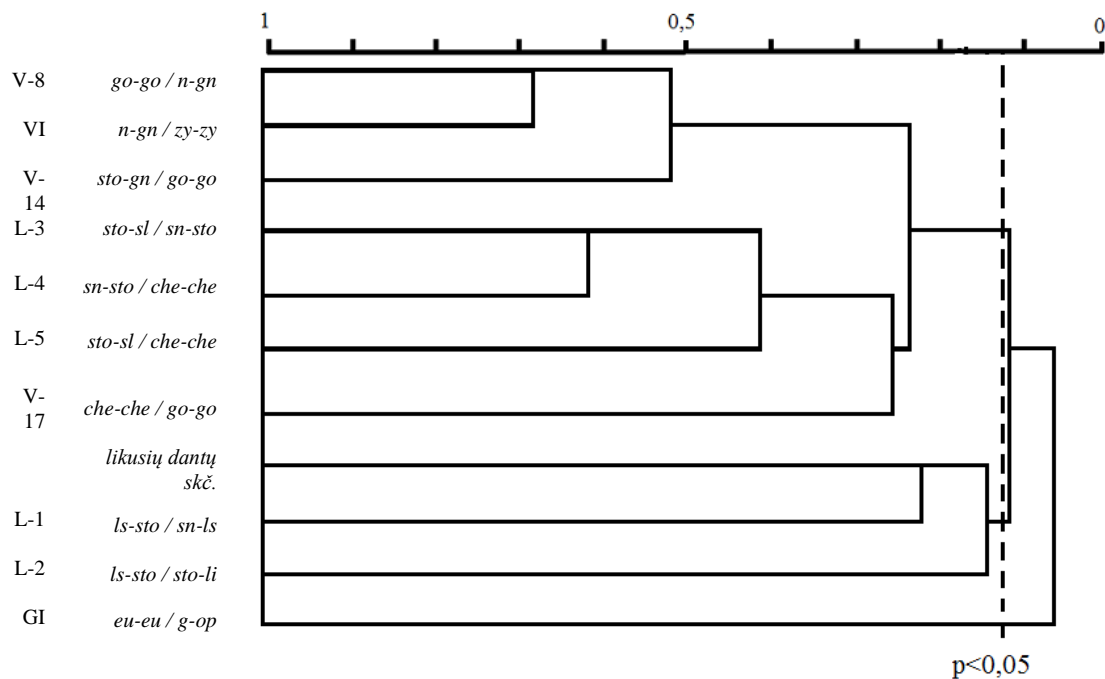 1 0,5 0
V-8 go-go / n-gn
VI n-gn / zy-zy
V-14 sto-gn / go-go
L-3 sto-sl / sn-sto
L-4 sn-sto / che-che
L-5 sto-sl / che-che
V-17 che-che / go-go
likusių dantų
skč.
L-1 ls-sto / sn-ls
L-2 ls-sto / sto-li
GI eu-eu / g-op
p<0,05